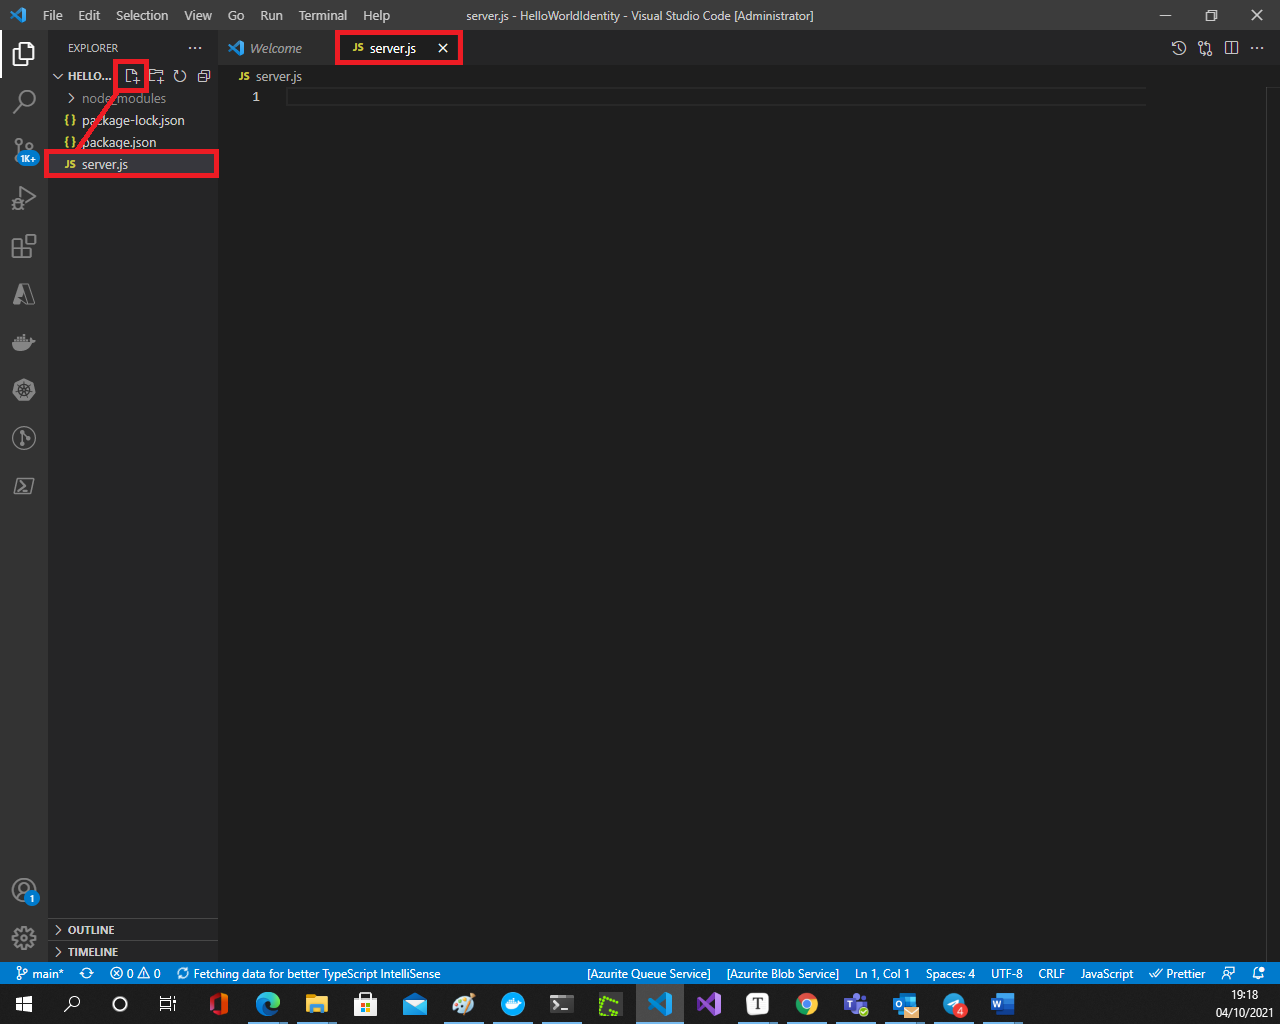 File Edit Selection View Go Run Terminal Help server.js - HelloWorldIdentity - Visual Studio Code [Administrator]
EXPLORER
Welcome
JS server.js
HELLO...
JS server.js
node_modules
1
{} package-lock.json
{} package.json
1K+
JS server.js
1
OUTLINE
TIMELINE
main* 0 0 Fetching data for better TypeScript IntelliSense [Azurite Queue Service] [Azurite Blob Service] Ln 1, Col 1 Spaces: 4 UTF-8 CRLF JavaScript Prettier
T
4
19:18
04/10/2021